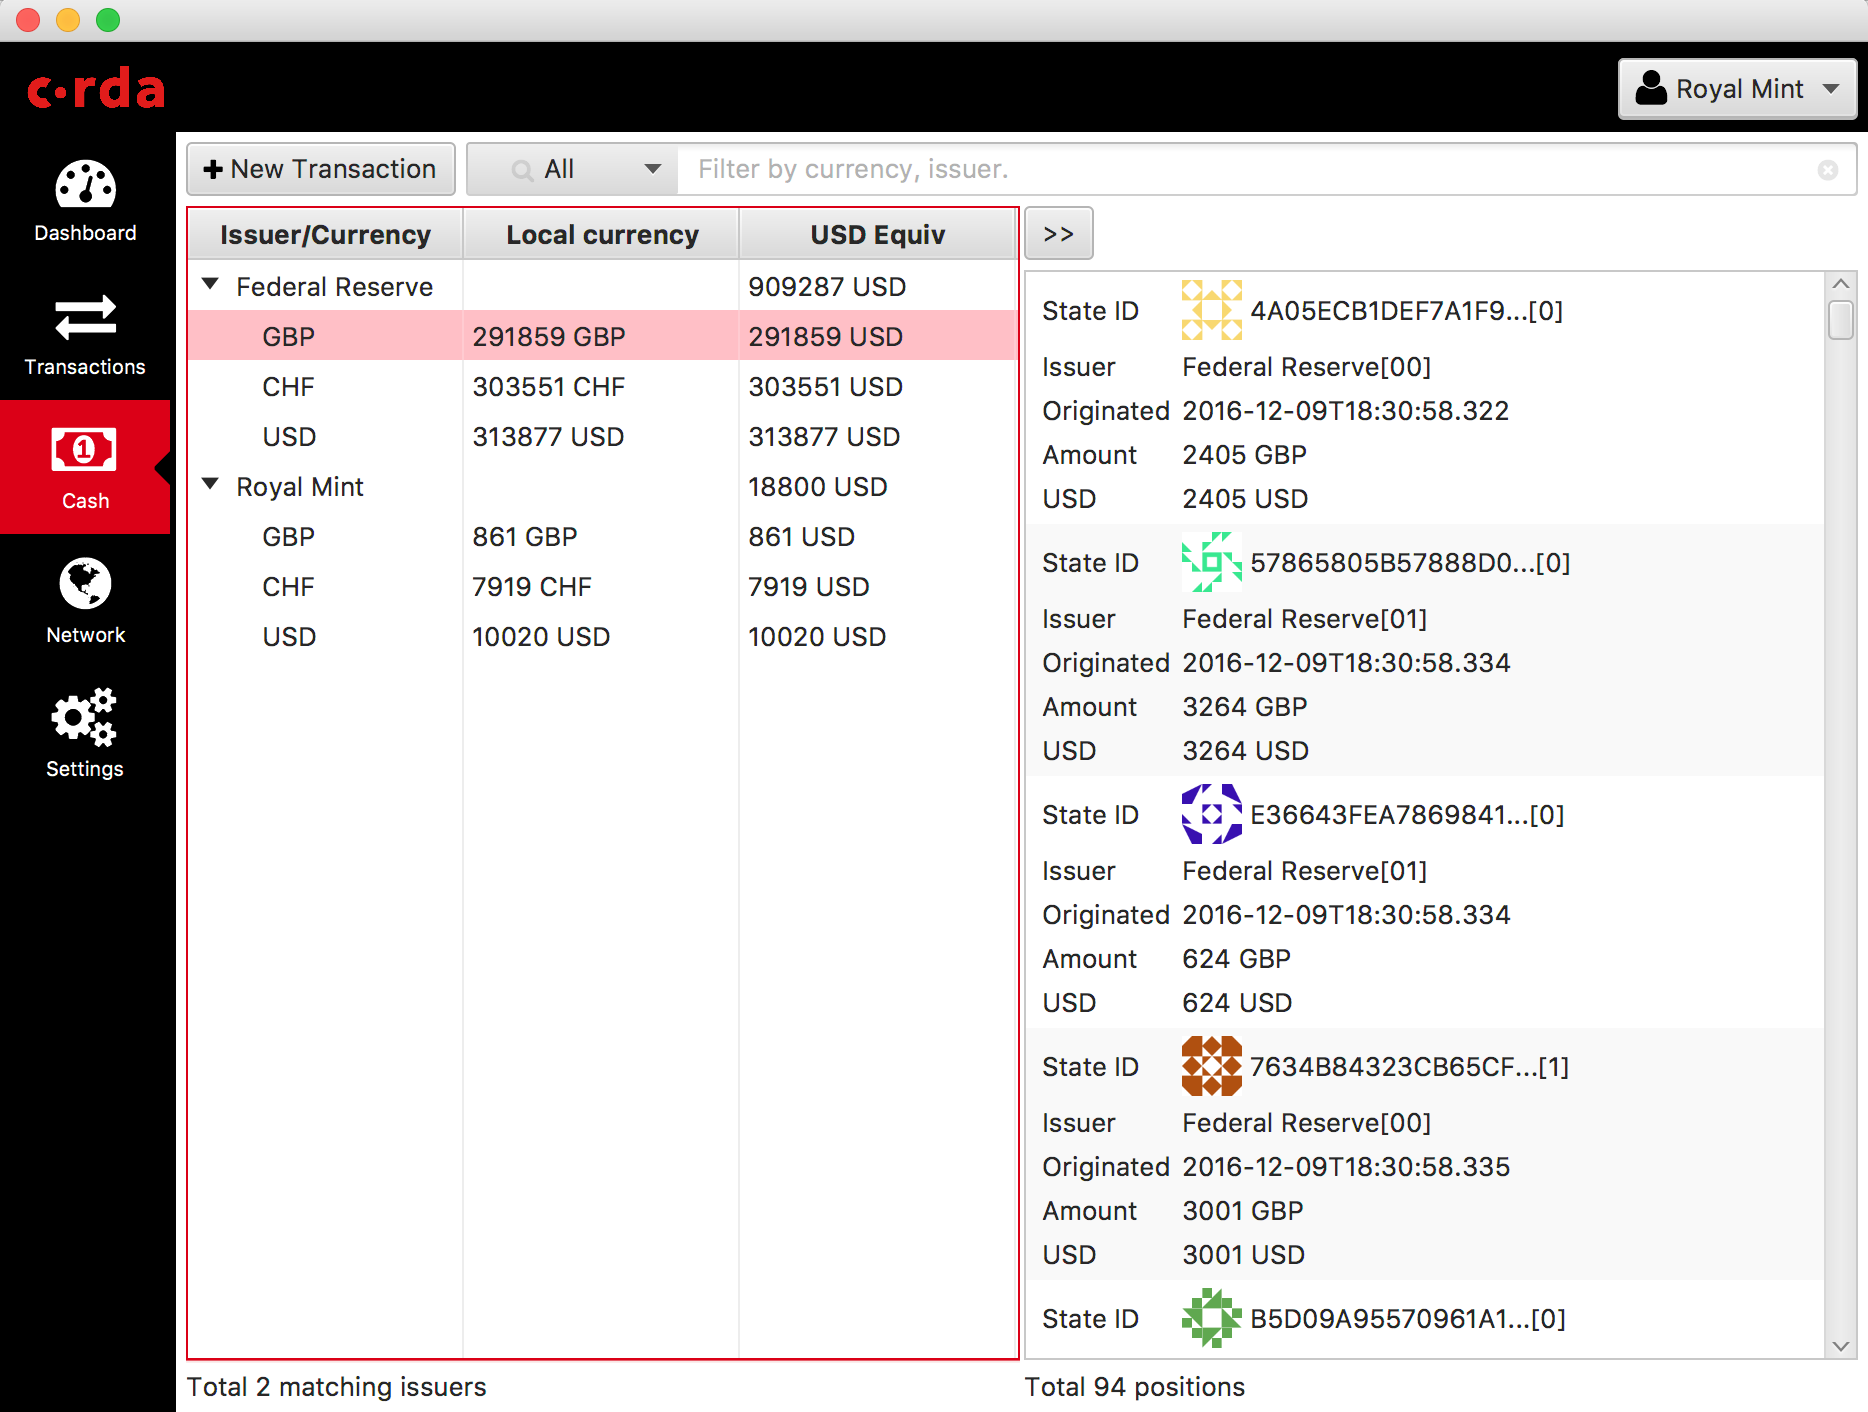 c·rda
Royal Mint
Dashboard
Transactions
Cash
Network
Settings
New Transaction
All
Filter by currency, issuer.
Issuer/Currency Local currency USD Equiv
Federal Reserve 909287 USD
GBP 291859 GBP 291859 USD
CHF 303551 CHF 303551 USD
USD 313877 USD 313877 USD
Royal Mint 18800 USD
GBP 861 GBP 861 USD
CHF 7919 CHF 7919 USD
USD 10020 USD 10020 USD
Total 2 matching issuers
>>
State ID 4A05ECB1DEF7A1F9...[0]
Issuer Federal Reserve[00]
Originated 2016-12-09T18:30:58.322
Amount 2405 GBP
USD 2405 USD
State ID 57865805B57888D0...[0]
Issuer Federal Reserve[01]
Originated 2016-12-09T18:30:58.334
Amount 3264 GBP
USD 3264 USD
State ID E36643FEA7869841...[0]
Issuer Federal Reserve[01]
Originated 2016-12-09T18:30:58.334
Amount 624 GBP
USD 624 USD
State ID 7634B84323CB65CF...[1]
Issuer Federal Reserve[00]
Originated 2016-12-09T18:30:58.335
Amount 3001 GBP
USD 3001 USD
State ID B5D09A95570961A1...[0]
Total 94 positions